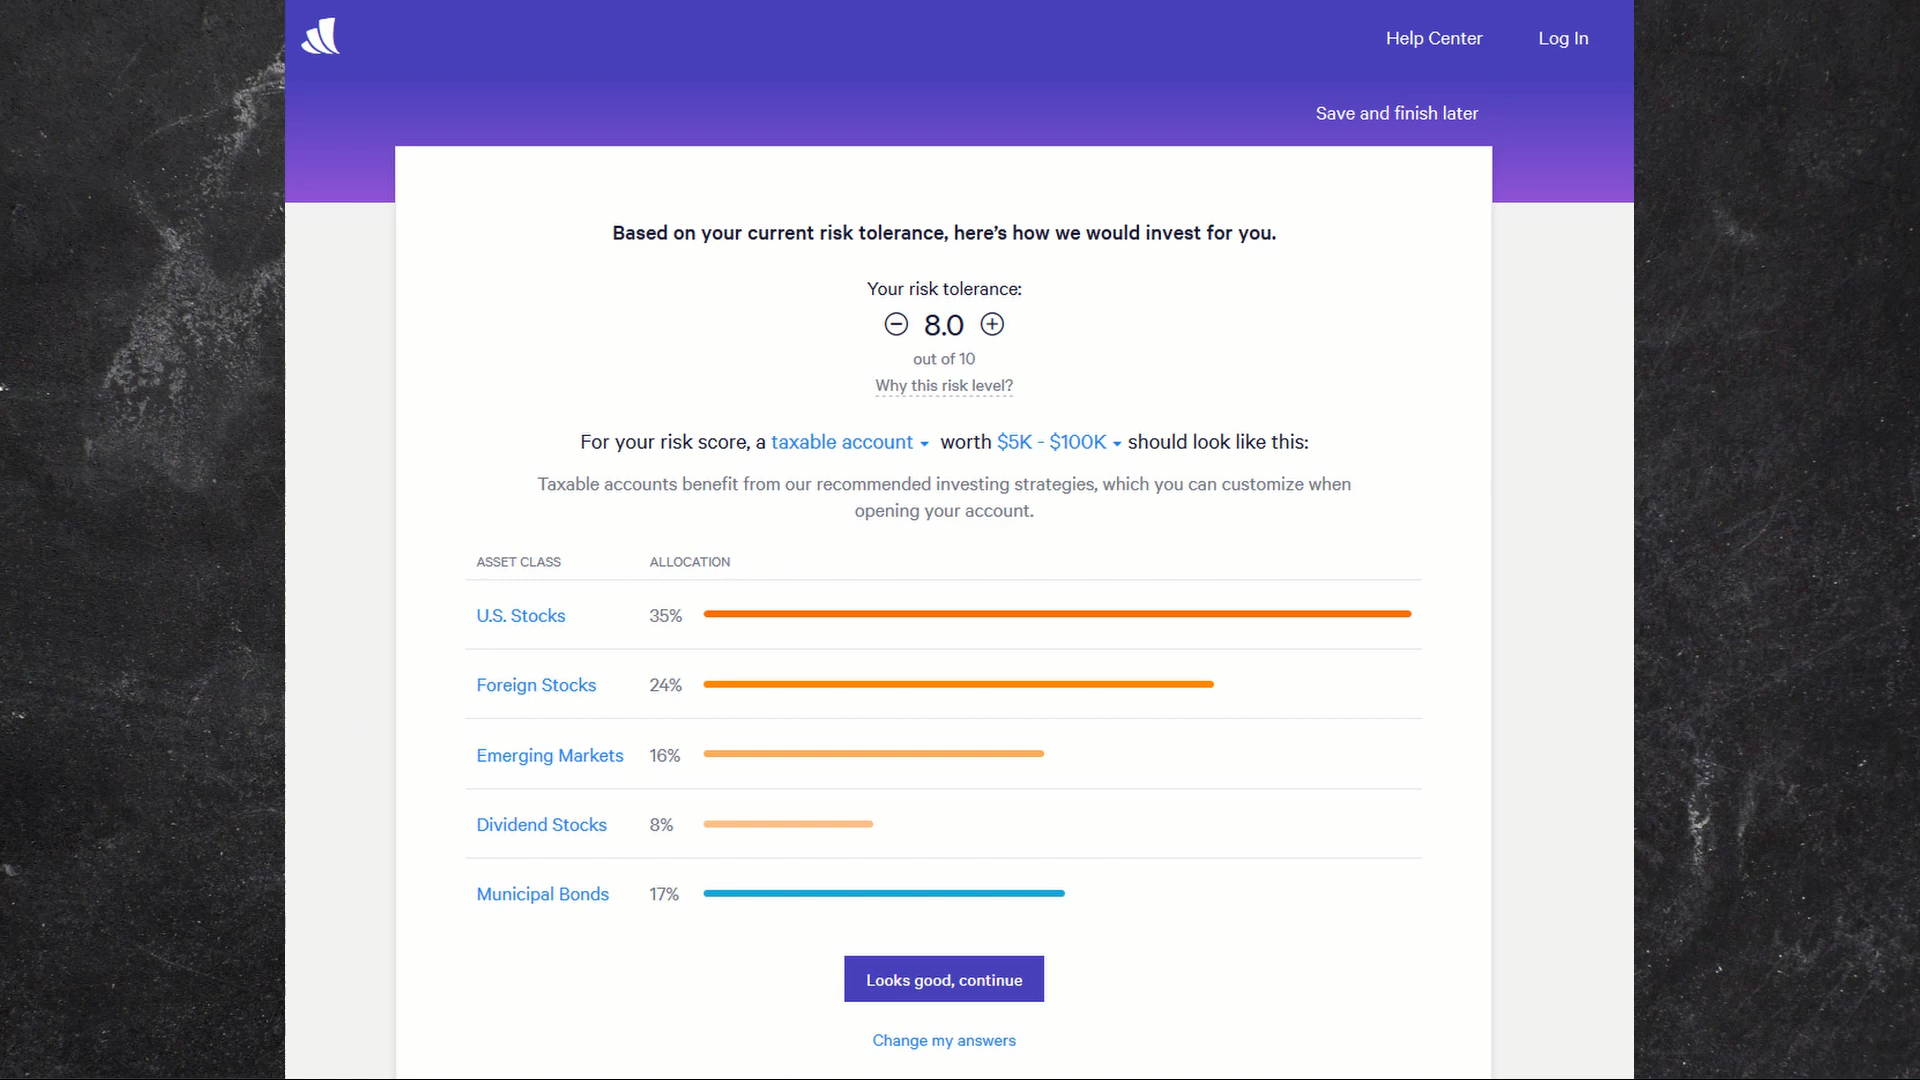 Help Center Log In
Save and finish later
Based on your current risk tolerance, here’s how we would invest for you.
Your risk tolerance:
8.0
out of 10
Why this risk level?
For your risk score, a taxable account worth $5K - $100K should look like this:
Taxable accounts benefit from our recommended investing strategies, which you can customize when
opening your account.
ASSET CLASS ALLOCATION
U.S. Stocks 35%
Foreign Stocks 24%
Emerging Markets 16%
Dividend Stocks 8%
Municipal Bonds 17%
Looks good, continue
Change my answers